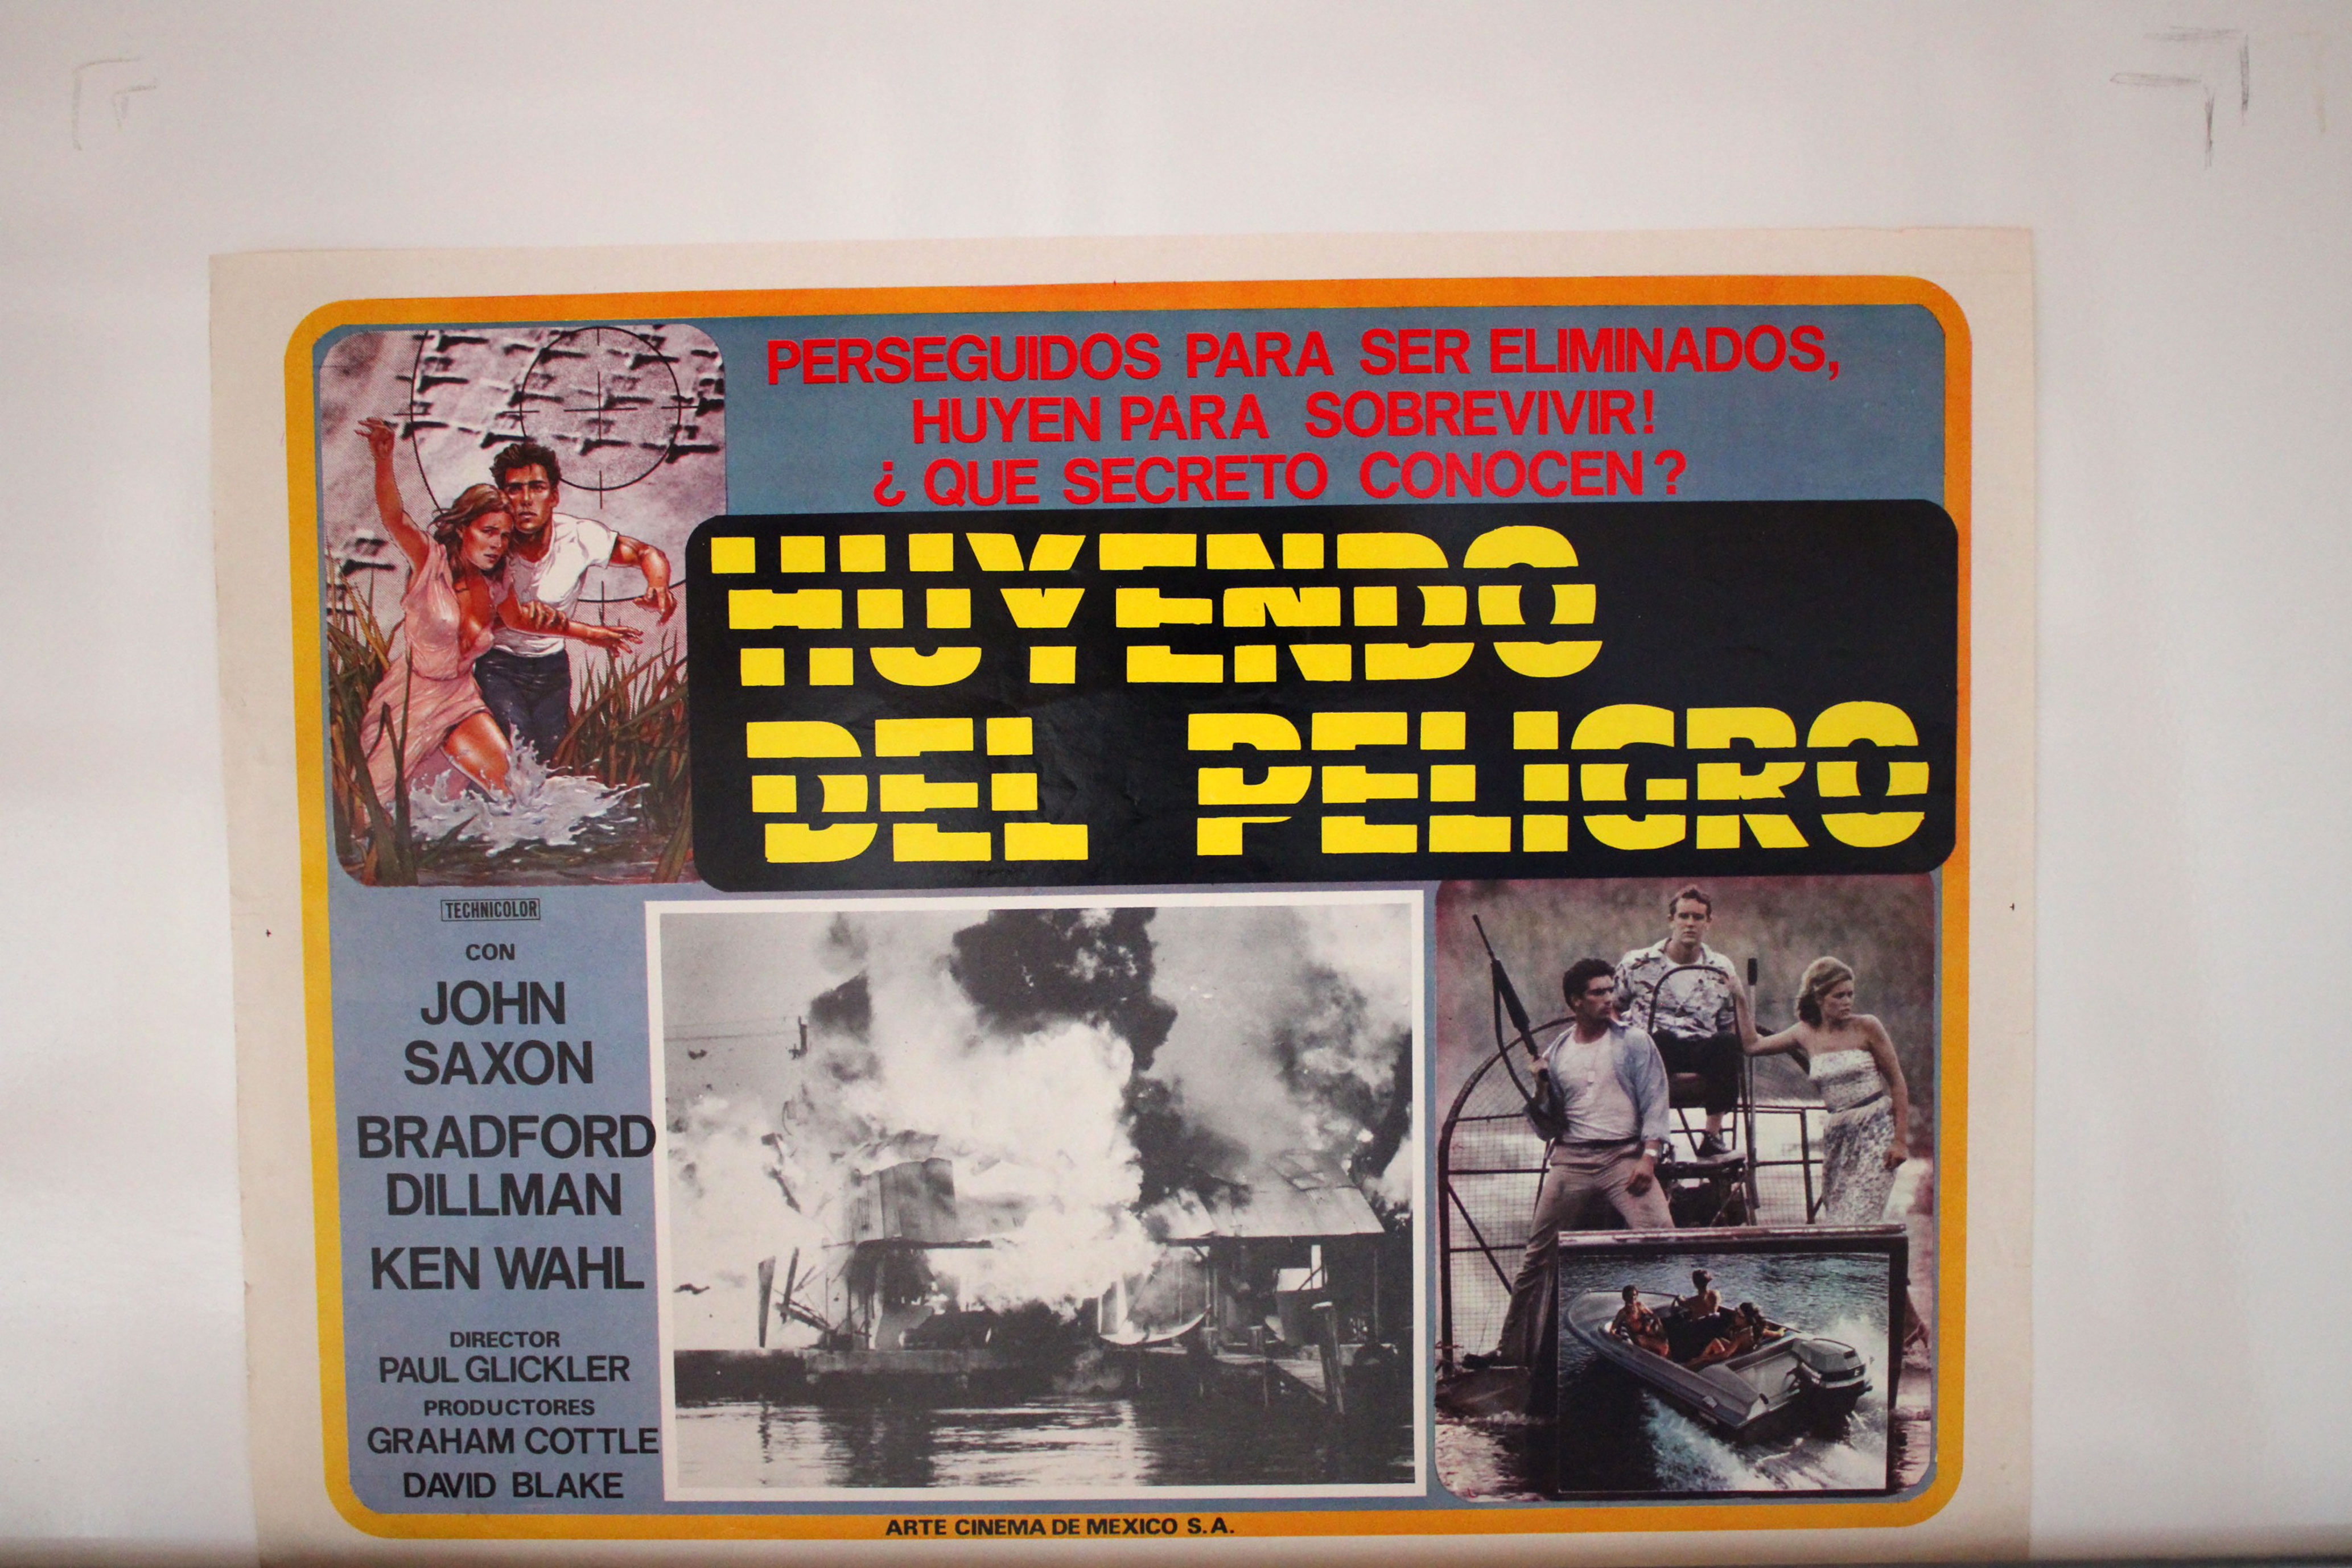 PERSEGUIDOS PARA SER ELIMINADOS,
HUYEN PARA SOBREVIVIR!
¿ QUE SECRETO CONOCEN ?
HUYENDO
DEL PELIGRO
TECHNICOLOR
CON
JOHN
SAXON
BRADFORD
DILLMAN
KEN WAHL
DIRECTOR
PAUL GLICKLER
PRODUCTORES
GRAHAM COTTLE
DAVID BLAKE
ARTE CINEMA DE MEXICO S.A.